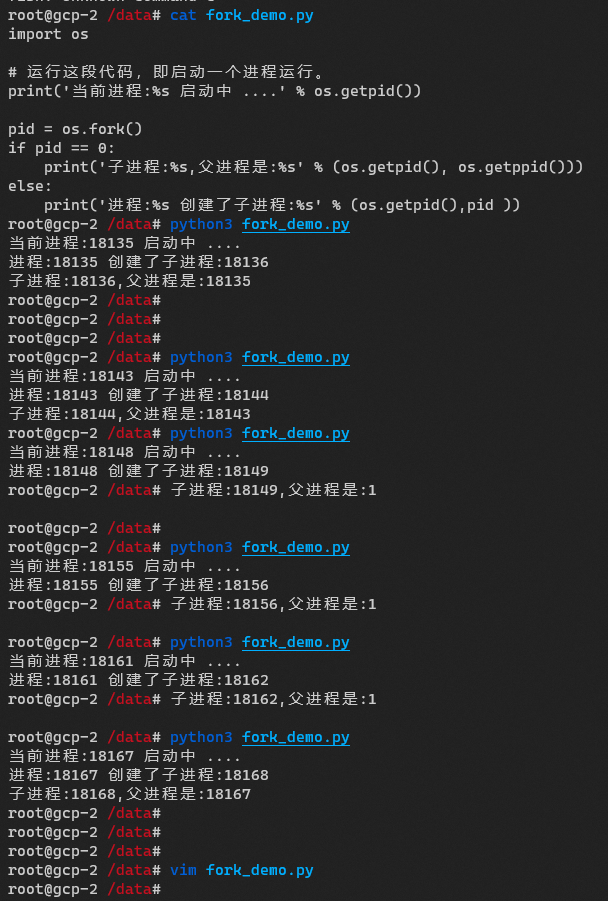 root@gcp-2 /data# cat fork_demo.py
import os

# 运行这段代码，即启动一个进程运行。
print('当前进程:%s 启动中 ....' % os.getpid())

pid = os.fork()
if pid == 0:
    print('子进程:%s,父进程是:%s' % (os.getpid(), os.getppid()))
else:
    print('进程:%s 创建了子进程:%s' % (os.getpid(),pid ))
root@gcp-2 /data# python3 fork_demo.py
当前进程:18135 启动中 ....
进程:18135 创建了子进程:18136
子进程:18136,父进程是:18135
root@gcp-2 /data#
root@gcp-2 /data#
root@gcp-2 /data#
root@gcp-2 /data# python3 fork_demo.py
当前进程:18143 启动中 ....
进程:18143 创建了子进程:18144
子进程:18144,父进程是:18143
root@gcp-2 /data# python3 fork_demo.py
当前进程:18148 启动中 ....
进程:18148 创建了子进程:18149
root@gcp-2 /data# 子进程:18149,父进程是:1

root@gcp-2 /data#
root@gcp-2 /data# python3 fork_demo.py
当前进程:18155 启动中 ....
进程:18155 创建了子进程:18156
root@gcp-2 /data# 子进程:18156,父进程是:1

root@gcp-2 /data# python3 fork_demo.py
当前进程:18161 启动中 ....
进程:18161 创建了子进程:18162
root@gcp-2 /data# 子进程:18162,父进程是:1

root@gcp-2 /data# python3 fork_demo.py
当前进程:18167 启动中 ....
进程:18167 创建了子进程:18168
子进程:18168,父进程是:18167
root@gcp-2 /data#
root@gcp-2 /data#
root@gcp-2 /data#
root@gcp-2 /data# vim fork_demo.py
root@gcp-2 /data#